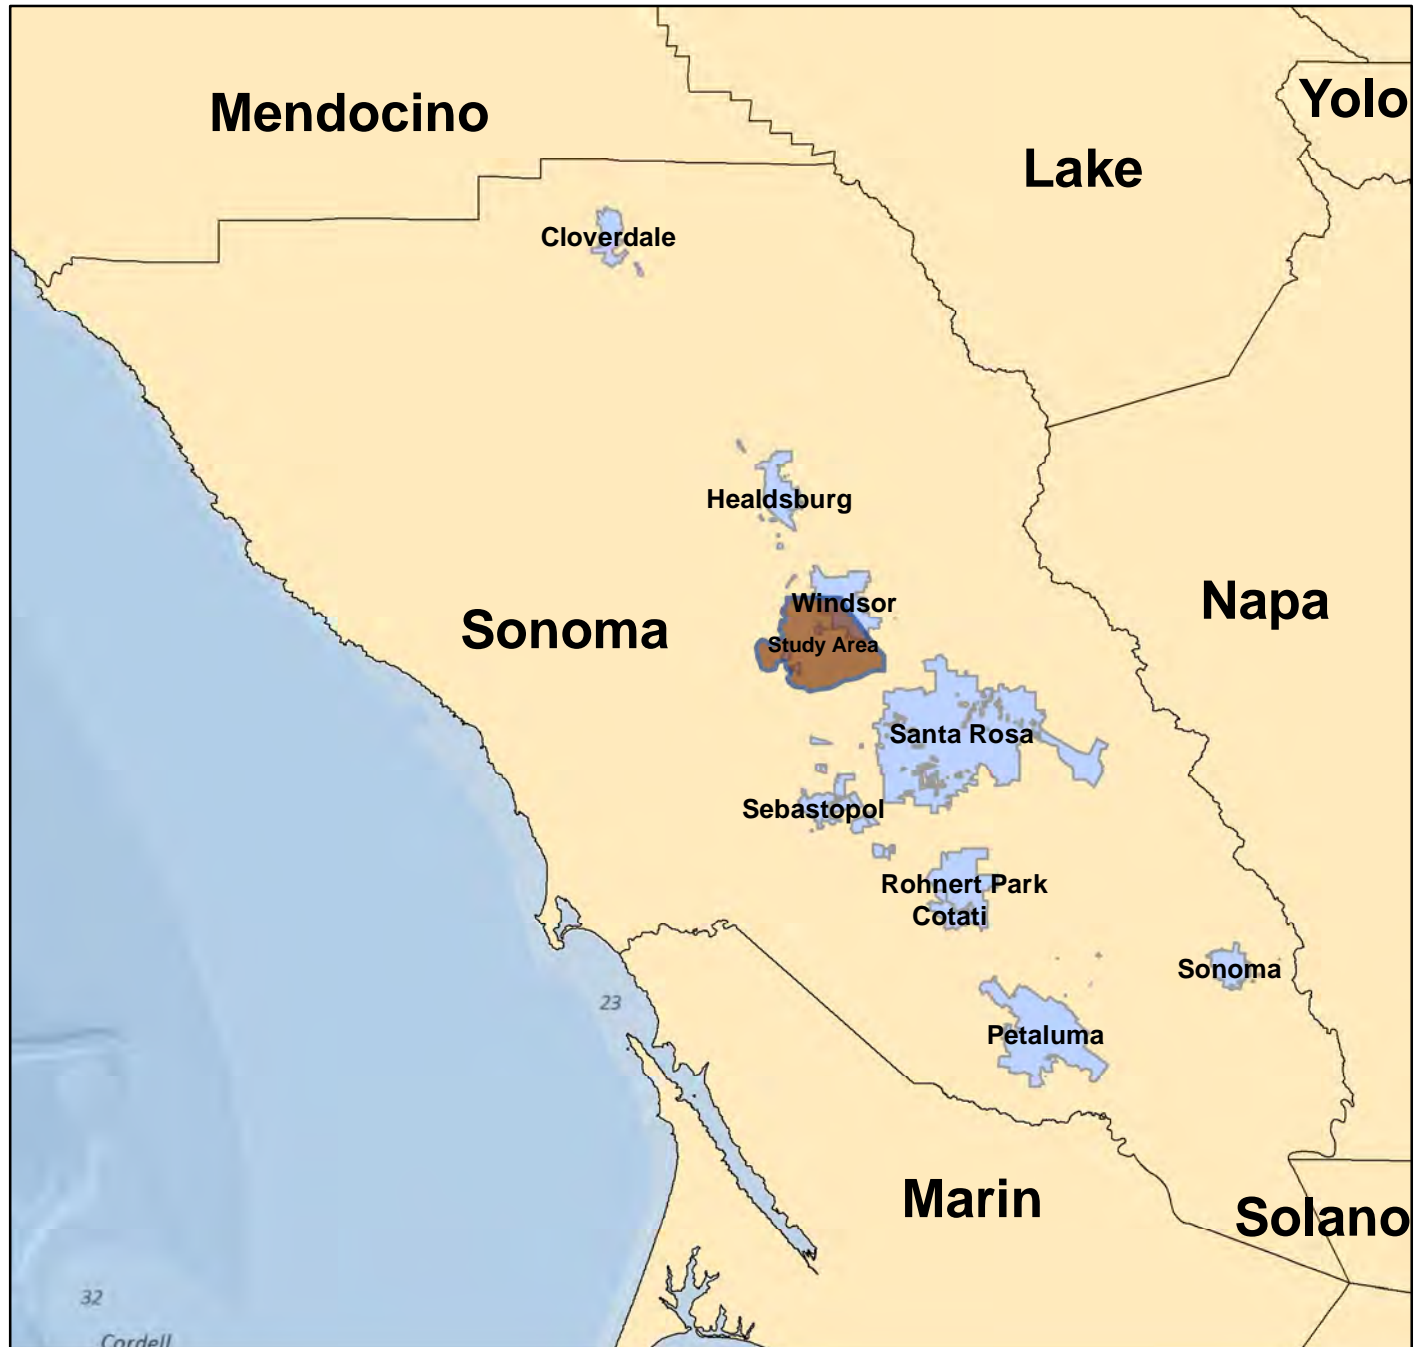 Yolo
Mendocino
Lake
Cloverdale
Healdsburg
Napa
Windsor
Sonoma
Study Area
Santa Rosa
Sebastopol
Rohnert Park
Cotati
Sonoma
23
Petaluma
Marin
Solano
32
Cordell